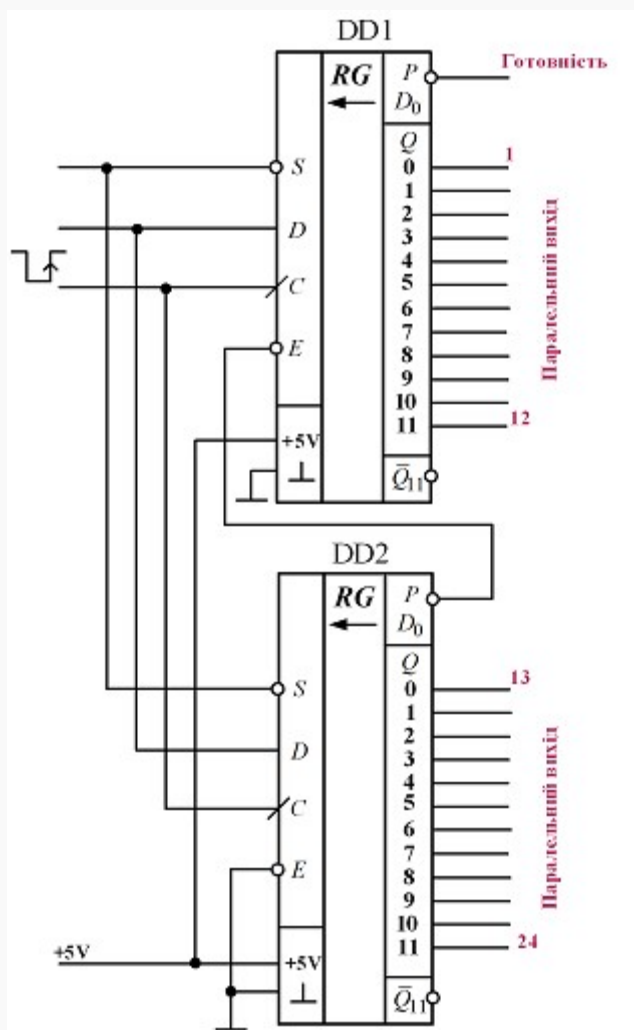 DD1
RG
P
Готовність
D0
Q
S
0
1
1
D
2
3
4
C
5
6
7
E
8
9
10
11
12
Паралельний вихід
+5V
⊥
Q̅11
DD2
RG
P
D0
Q
S
0
13
1
2
D
3
4
C
5
6
7
E
8
9
10
11
24
Паралельний вихід
+5V
+5V
⊥
Q̅11